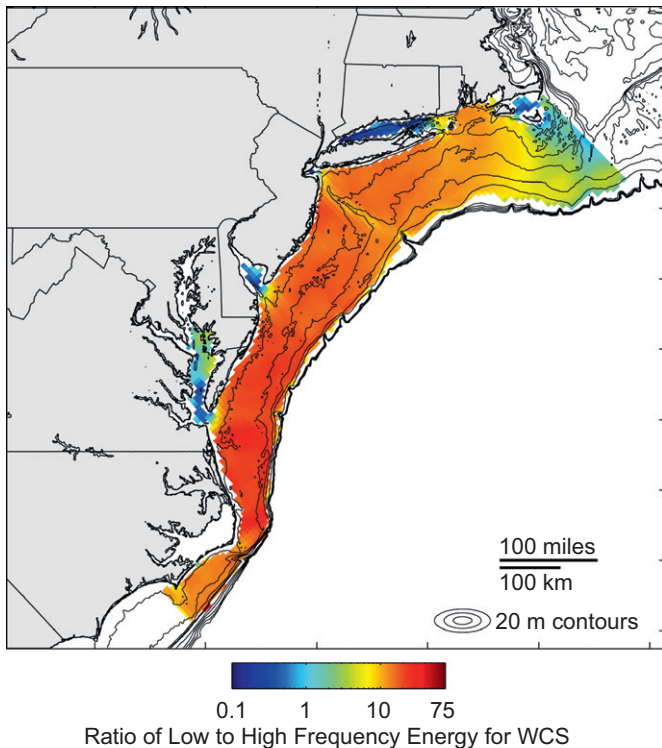 100 miles
100 km
20 m contours
0.1 1 10 75
Ratio of Low to High Frequency Energy for WCS